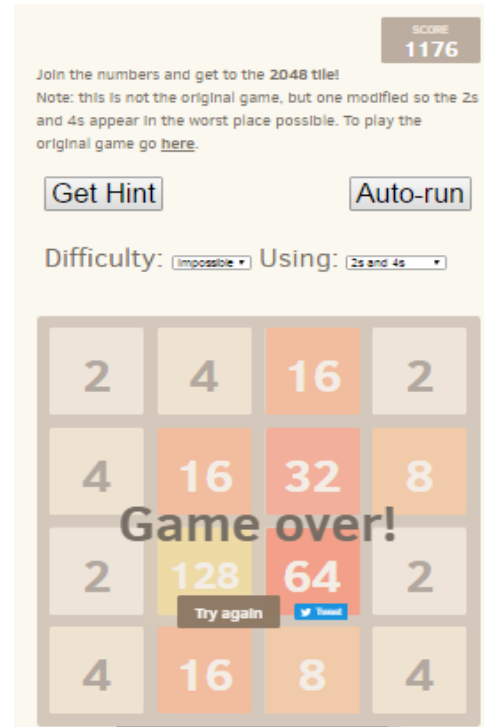 SCORE
1176
Join the numbers and get to the 2048 tile!
Note: this is not the original game, but one modified so the 2s
and 4s appear in the worst place possible. To play the
original game go here.
Get Hint
Auto-run
Difficulty: Impossible Using: 2s and 4s
2 4 16 2
4 16 32 8
Game over!
2 128 64 2
Try again Tweet
4 16 8 4